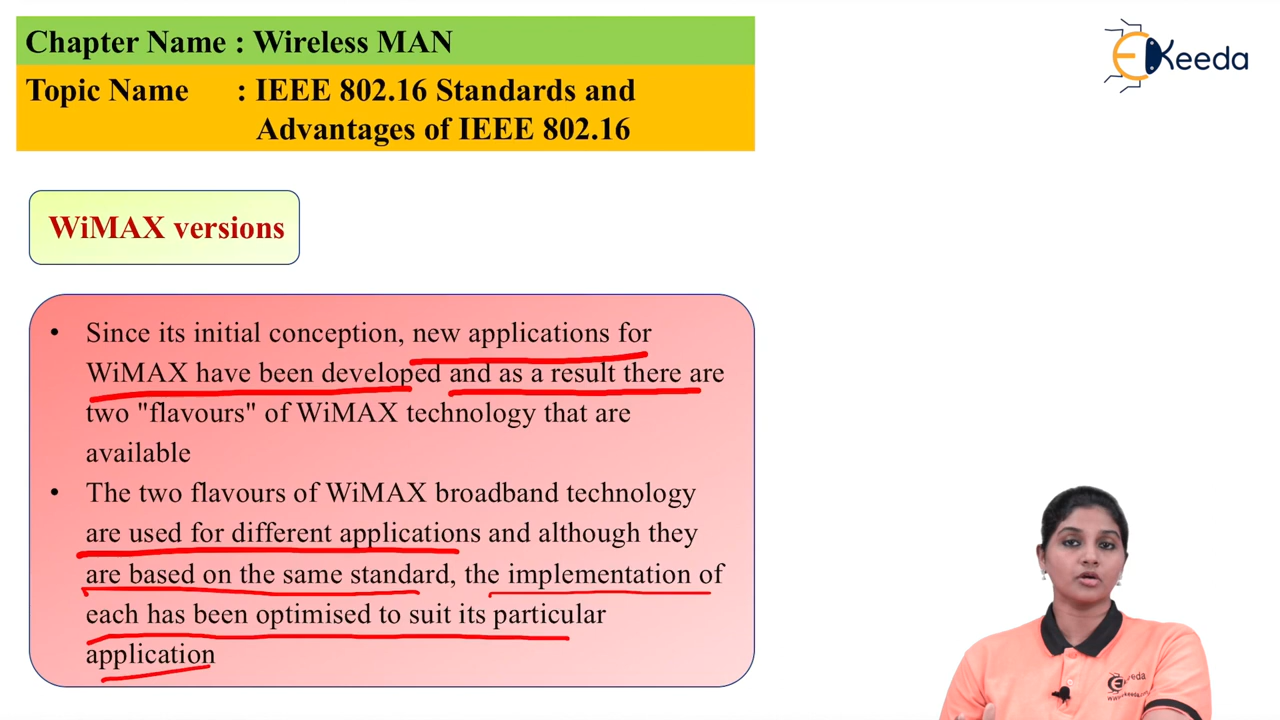 Chapter Name : Wireless MAN
Topic Name : IEEE 802.16 Standards and
Advantages of IEEE 802.16
EKeeda
WiMAX versions
• Since its initial conception, new applications for
WiMAX have been developed and as a result there are
two "flavours" of WiMAX technology that are
available
• The two flavours of WiMAX broadband technology
are used for different applications and although they
are based on the same standard, the implementation of
each has been optimised to suit its particular
application
EKeeda